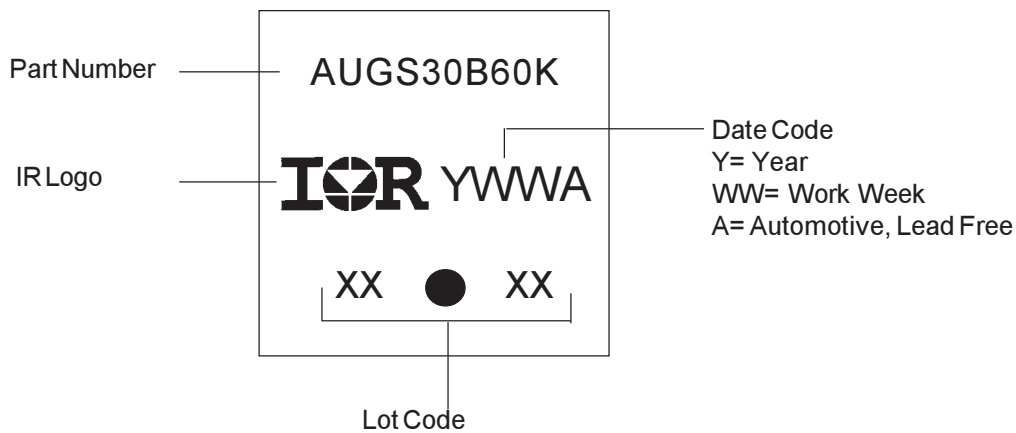 Part Number
AUGS30B60K
IR Logo
IOR YWWA
Date Code
Y= Year
WW= Work Week
A= Automotive, Lead Free
XX XX
Lot Code